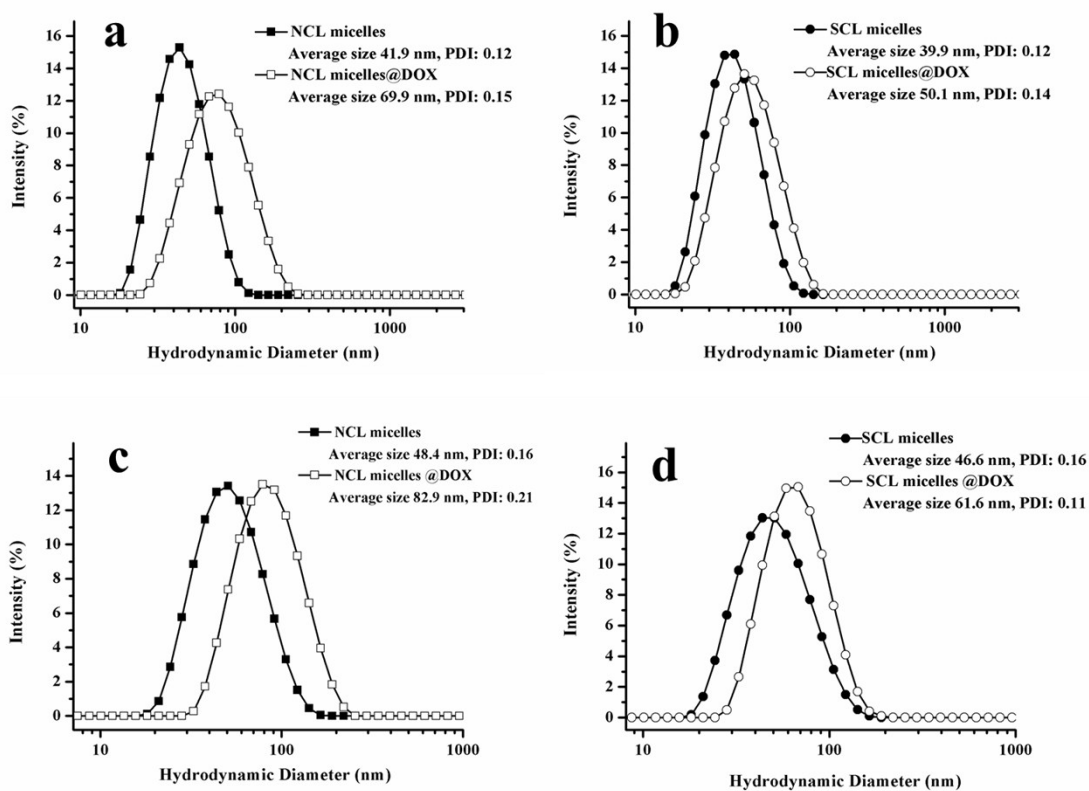 a
NCL micelles
Average size 41.9 nm, PDI: 0.12
NCL micelles@DOX
Average size 69.9 nm, PDI: 0.15
16
14
12
10
8
6
4
2
0
Intensity (%)
10
100
1000
Hydrodynamic Diameter (nm)
b
SCL micelles
Average size 39.9 nm, PDI: 0.12
SCL micelles@DOX
Average size 50.1 nm, PDI: 0.14
16
14
12
10
8
6
4
2
0
Intensity (%)
10
100
1000
Hydrodynamic Diameter (nm)
c
NCL micelles
Average size 48.4 nm, PDI: 0.16
NCL micelles @DOX
Average size 82.9 nm, PDI: 0.21
14
12
10
8
6
4
2
0
Intensity (%)
10
100
1000
Hydrodynamic Diameter (nm)
d
SCL micelles
Average size 46.6 nm, PDI: 0.16
SCL micelles @DOX
Average size 61.6 nm, PDI: 0.11
16
14
12
10
8
6
4
2
0
Intensity (%)
10
100
1000
Hydrodynamic Diameter (nm)